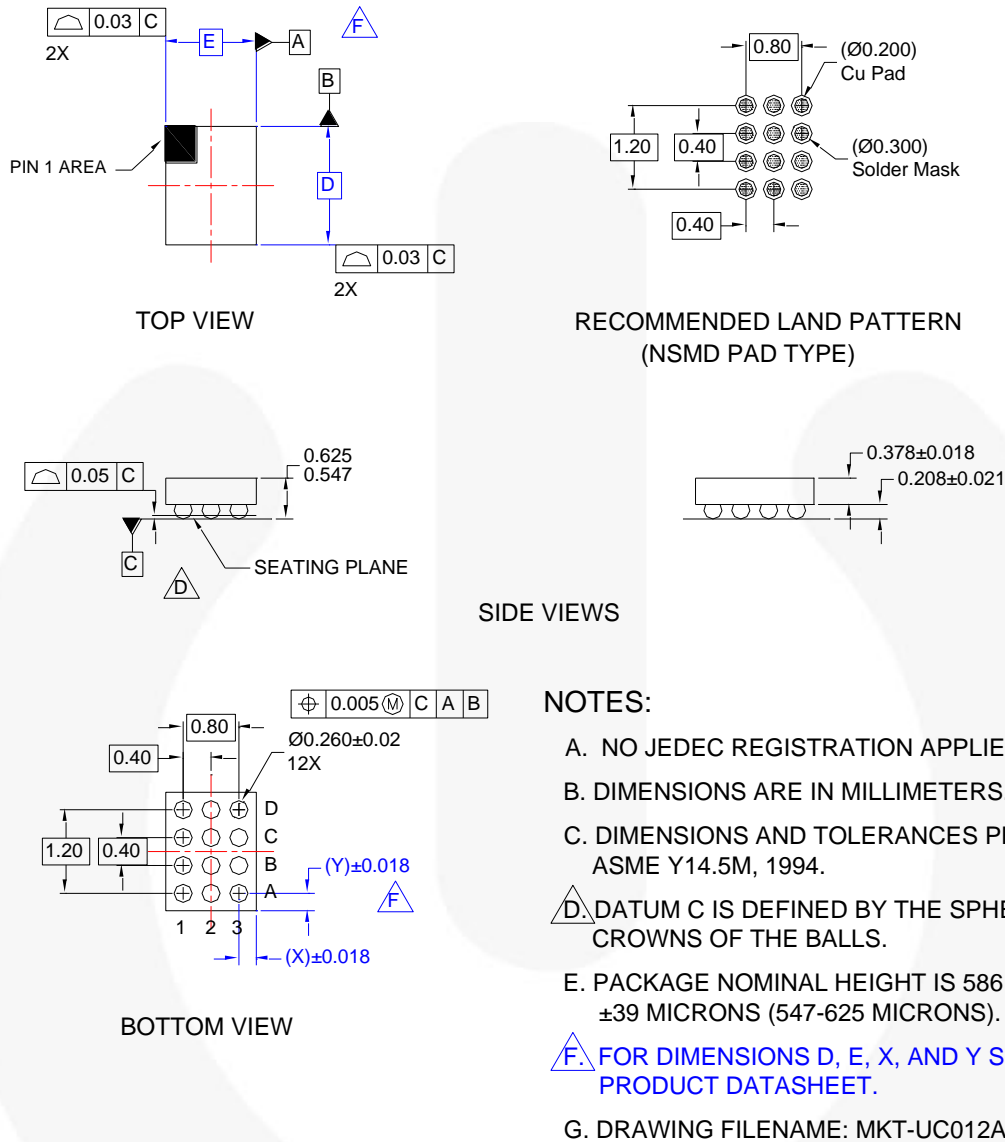 0.03 C
2X
E
A
F
B
PIN 1 AREA
D
0.03 C
2X
TOP VIEW
0.80
(Ø0.200)
Cu Pad
1.20
0.40
(Ø0.300)
Solder Mask
0.40
RECOMMENDED LAND PATTERN
(NSMD PAD TYPE)
0.05 C
0.625
0.547
C
SEATING PLANE
D
0.378±0.018
0.208±0.021
SIDE VIEWS
0.005 Ⓜ C A B
0.80
Ø0.260±0.02
12X
0.40
D
C
B
A
1.20
0.40
(Y)±0.018
F
1 2 3
(X)±0.018
BOTTOM VIEW
NOTES:
A. NO JEDEC REGISTRATION APPLIE
B. DIMENSIONS ARE IN MILLIMETERS
C. DIMENSIONS AND TOLERANCES P
ASME Y14.5M, 1994.
D. DATUM C IS DEFINED BY THE SPHE
CROWNS OF THE BALLS.
E. PACKAGE NOMINAL HEIGHT IS 586
±39 MICRONS (547-625 MICRONS).
F. FOR DIMENSIONS D, E, X, AND Y S
PRODUCT DATASHEET.
G. DRAWING FILENAME: MKT-UC012A